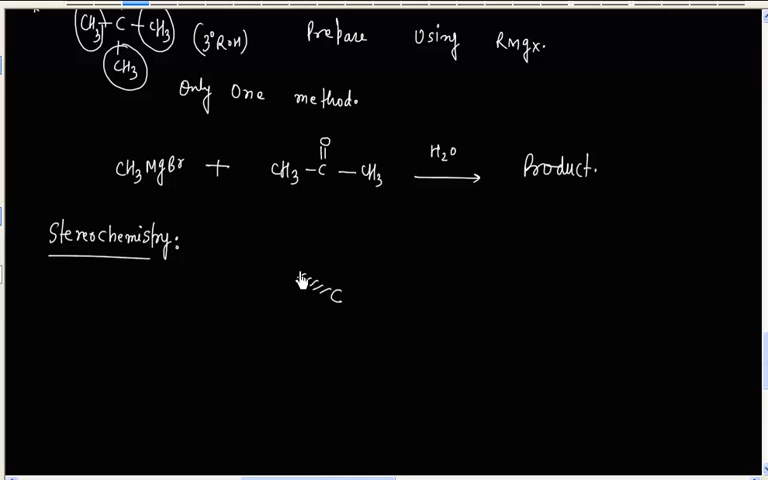 CH3 - C - CH3 (3° ROH) Prepare Using RMgx.
CH3
Only One method.
O
CH3MgBr + CH3 - C - CH3 H2O Product.
Stereochemistry:
C